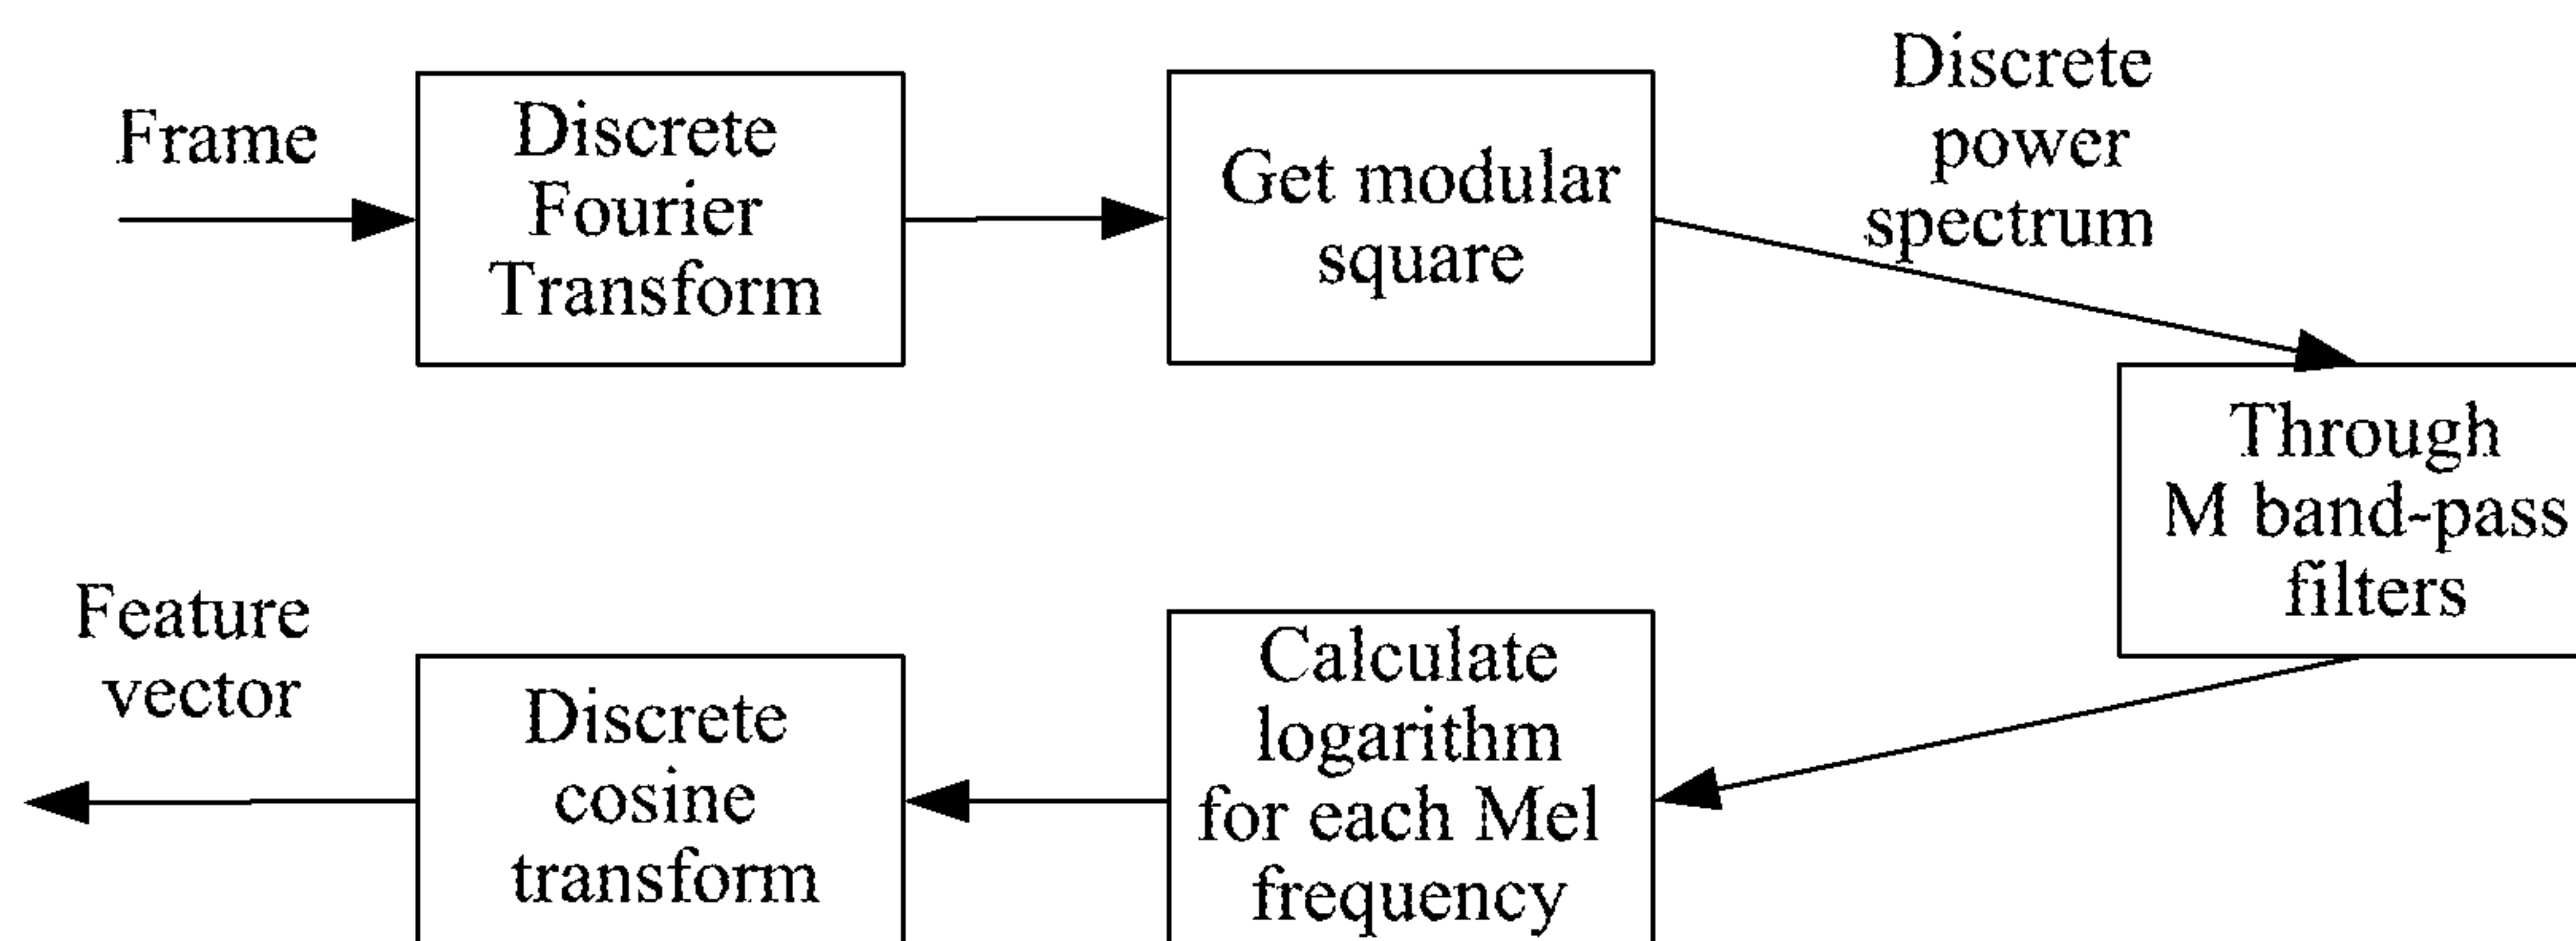 Frame
Discrete
Fourier
Transform
Get modular
square
Discrete
power
spectrum
Through
M band-pass
filters
Calculate
logarithm
for each Mel
frequency
Discrete
cosine
transform
Feature
vector